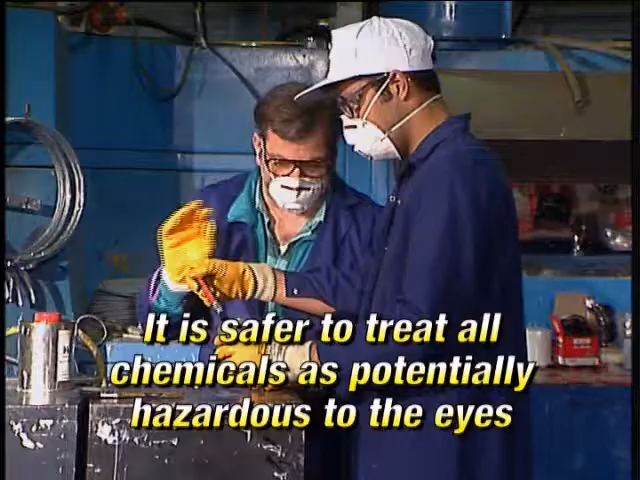 It is safer to treat all
chemicals as potentially
hazardous to the eyes